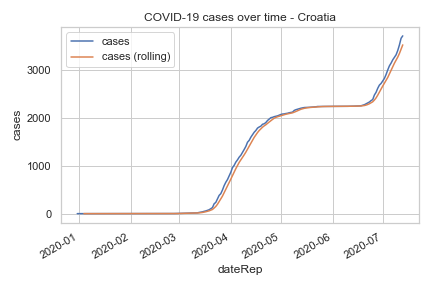 COVID-19 cases over time - Croatia
cases
cases (rolling)
3000
2000
1000
0
cases
2020-01
2020-02
2020-03
2020-04
2020-05
2020-06
2020-07
dateRep